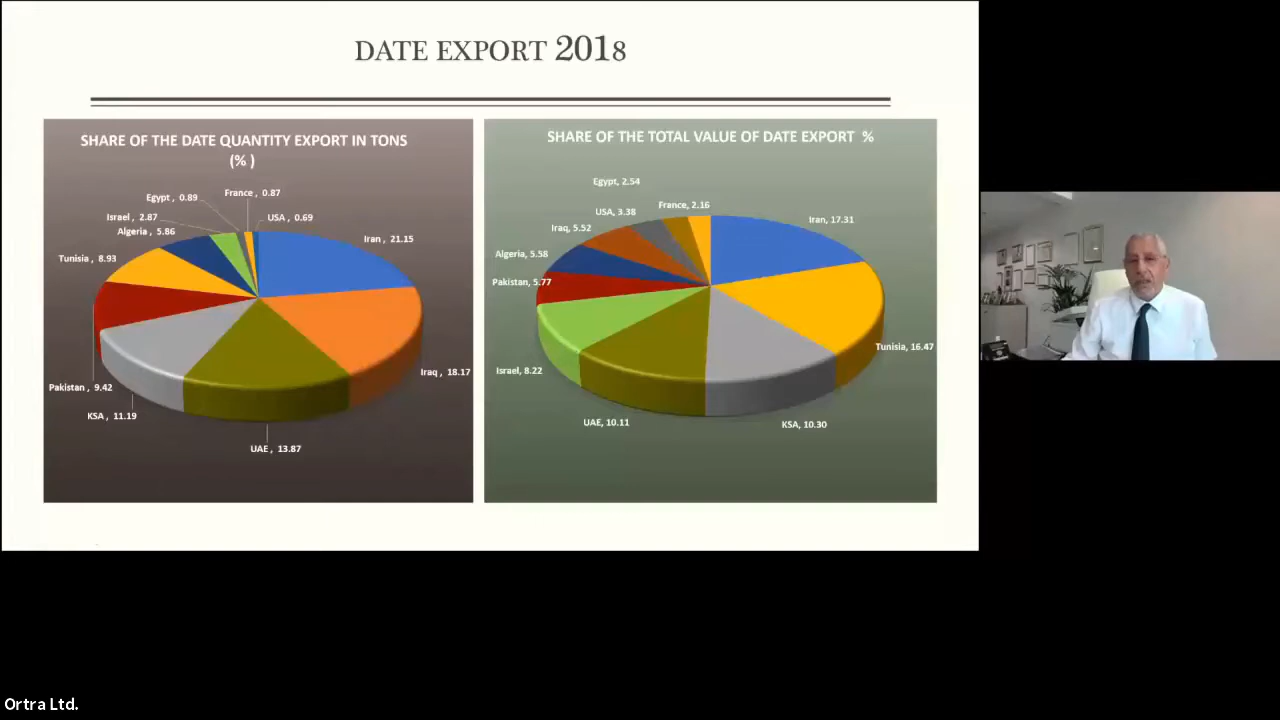 DATE EXPORT 2018
SHARE OF THE DATE QUANTITY EXPORT IN TONS
(% )
France , 0.87
Egypt , 0.89
USA , 0.69
Israel , 2.87
Algeria , 5.86
Iran , 21.15
Tunisia , 8.93
Iraq , 18.17
Pakistan , 9.42
KSA , 11.19
UAE , 13.87
SHARE OF THE TOTAL VALUE OF DATE EXPORT %
Egypt, 2.54
France, 2.16
USA, 3.38
Iran, 17.31
Iraq, 5.52
Algeria, 5.58
Pakistan, 5.77
Tunisia, 16.47
Israel, 8.22
UAE, 10.11
KSA, 10.30
Ortra Ltd.